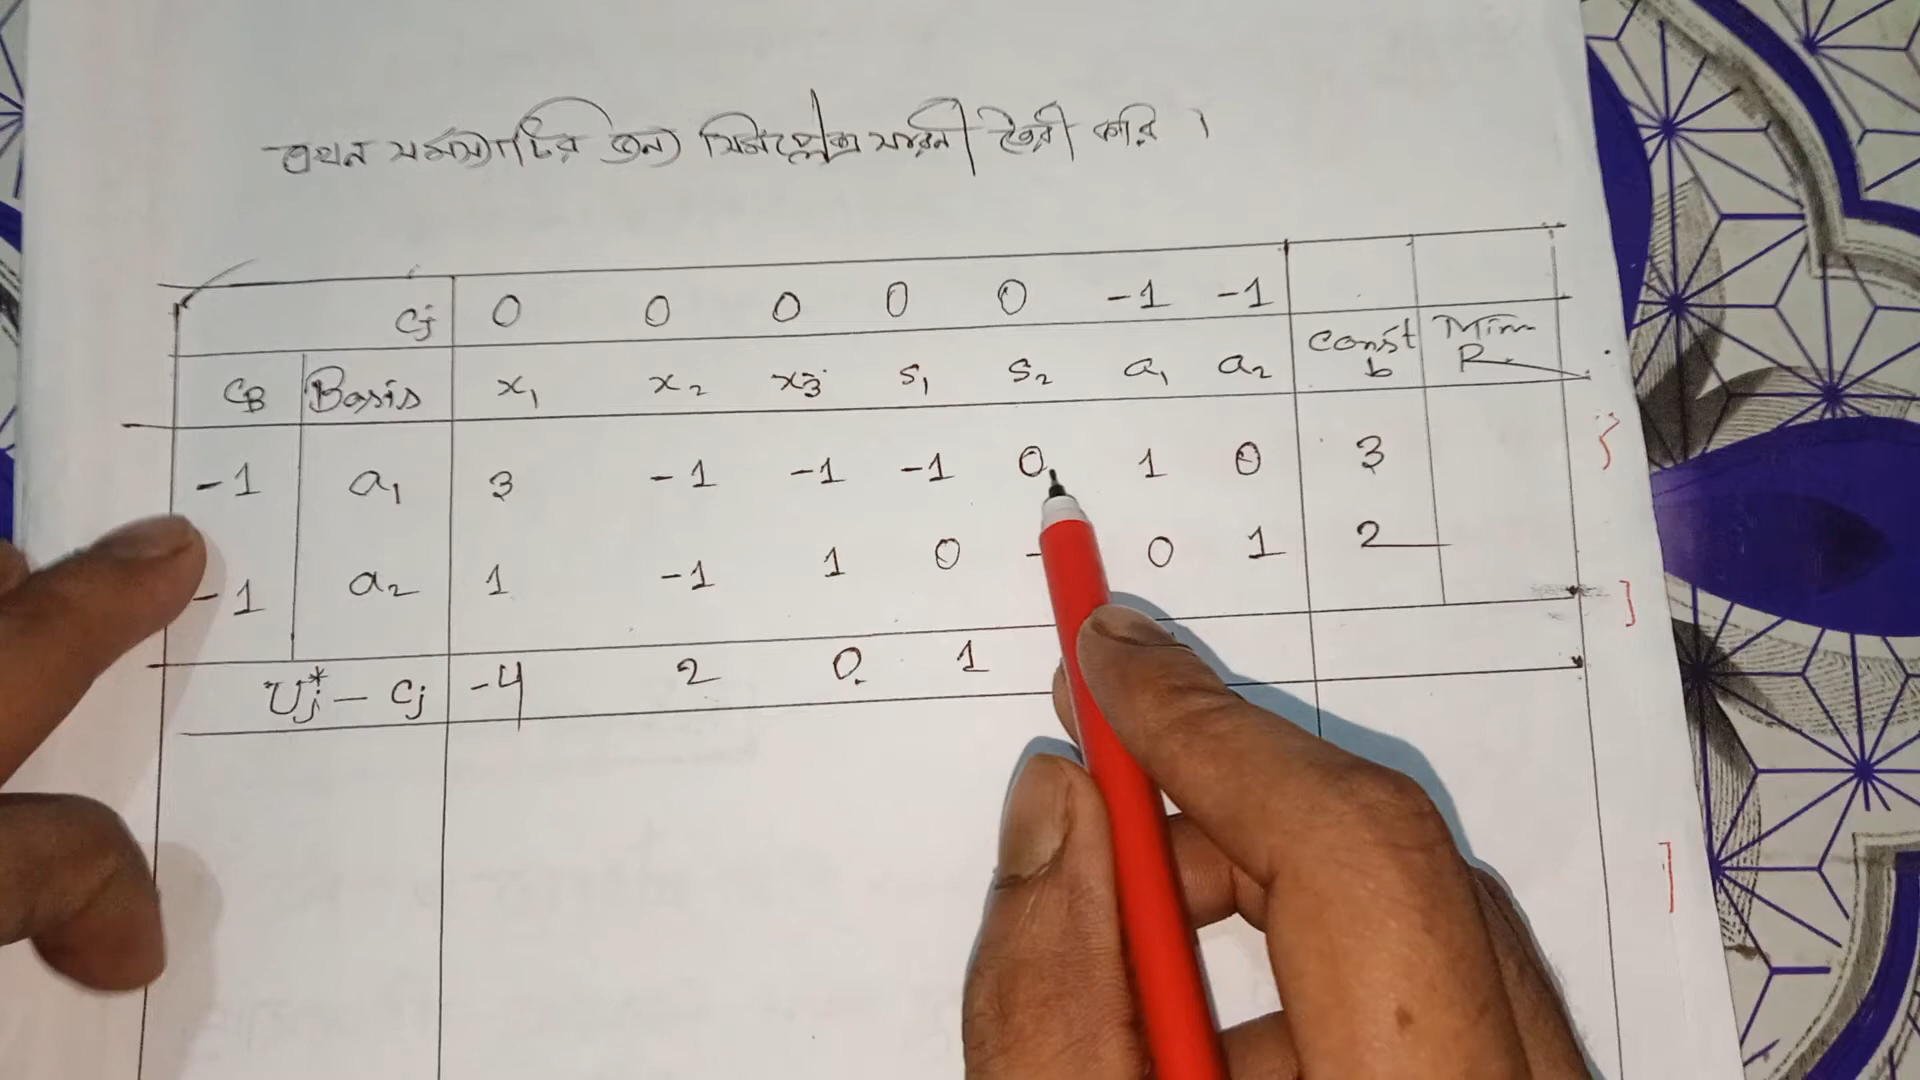 এখন সমস্যাটির জন্য সিমপ্লেক্স সারনী তৈরী করি ।
Cj 0 0 0 0 0 -1 -1
CB Basis x₁ x₂ x₃ s₁ s₂ a₁ a₂ Const b Min R
-1 a₁ 3 -1 -1 -1 0 1 0 3
-1 a₂ 1 -1 1 0 - 0 1 2
Uj* - Cj -4 2 0 1